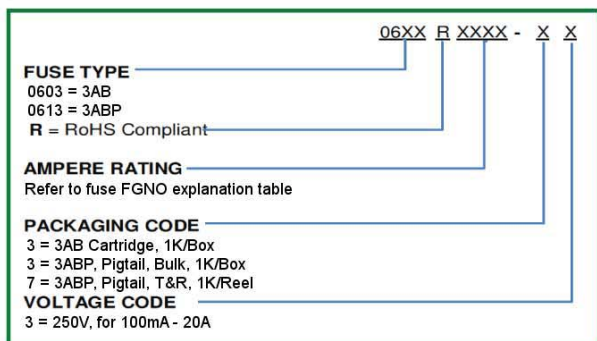 06XX R XXXX - X X
FUSE TYPE
0603 = 3AB
0613 = 3ABP
R = RoHS Compliant
AMPERE RATING
Refer to fuse FGNO explanation table
PACKAGING CODE
3 = 3AB Cartridge, 1K/Box
3 = 3ABP, Pigtail, Bulk, 1K/Box
7 = 3ABP, Pigtail, T&R, 1K/Reel
VOLTAGE CODE
3 = 250V, for 100mA - 20A